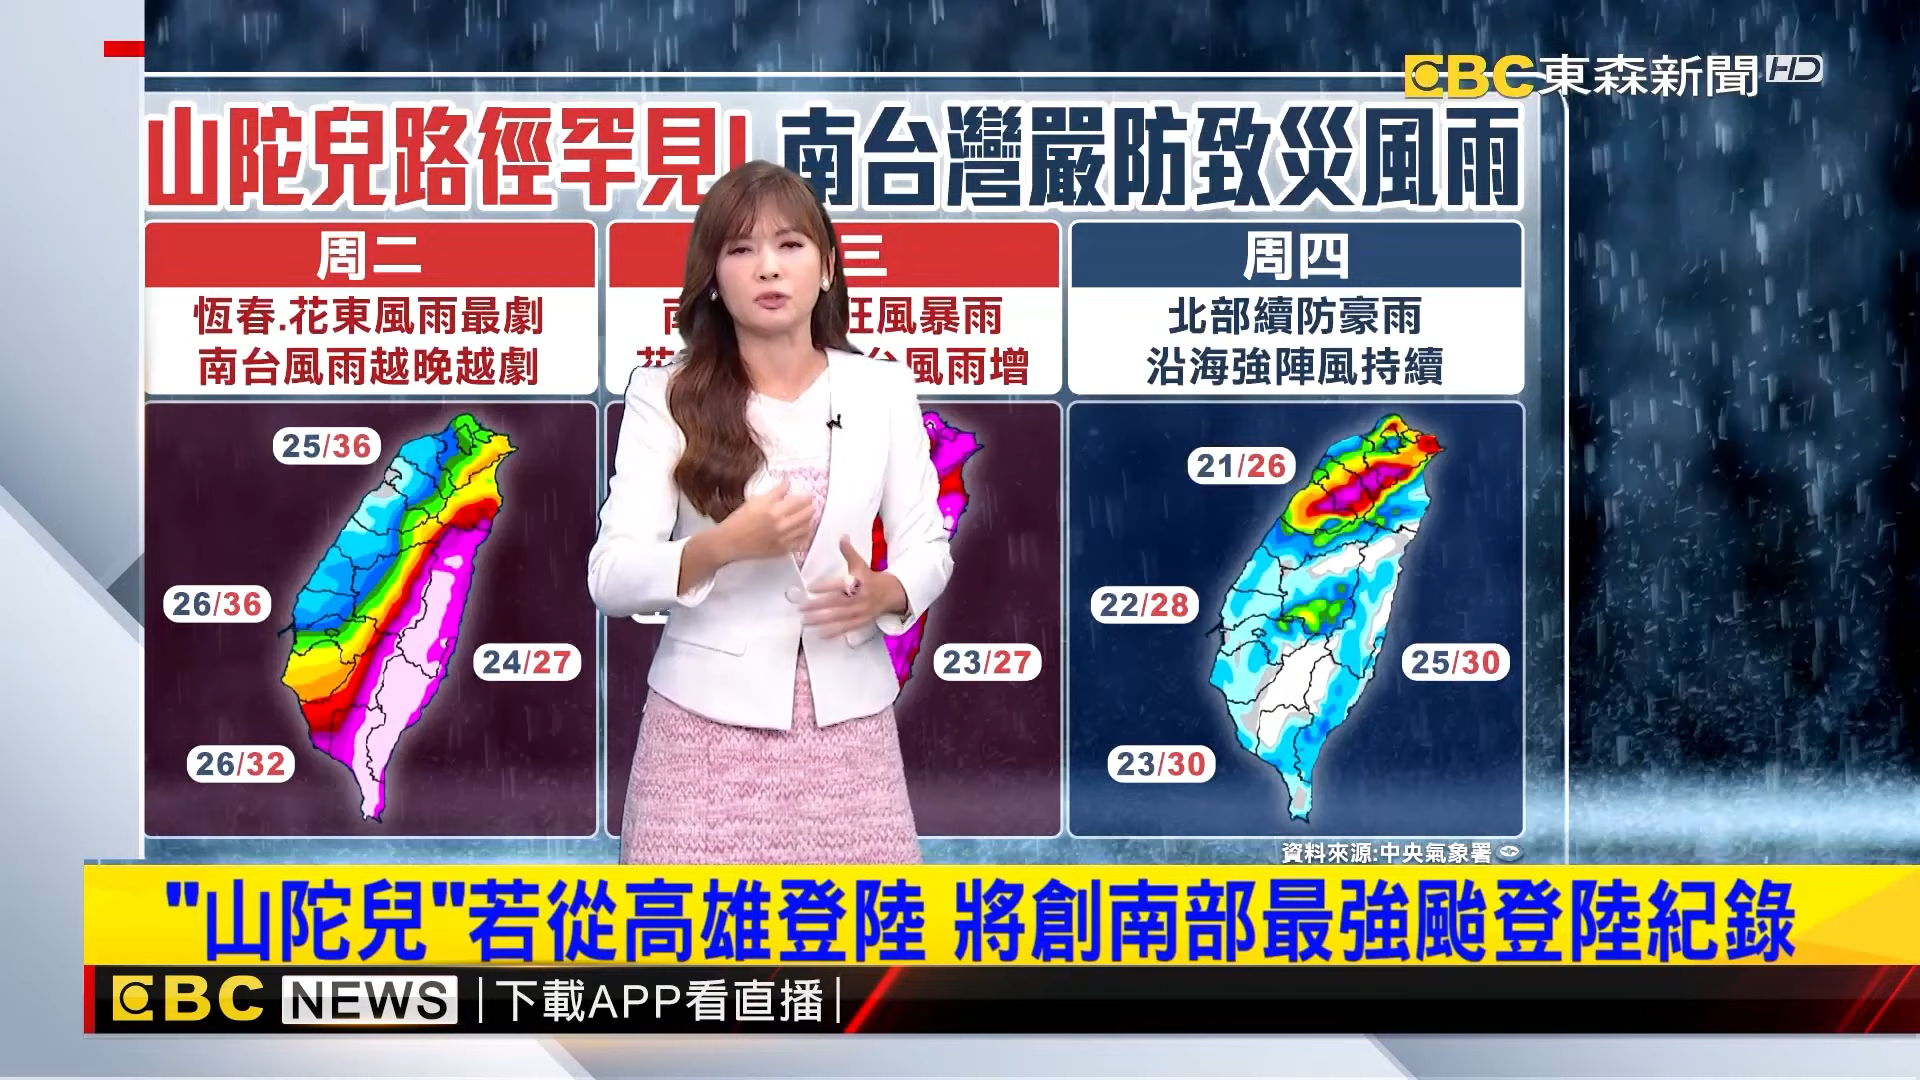 EBC東森新聞HD
山陀兒路徑罕見! 南台灣嚴防致災風雨
周二
恆春.花東風雨最劇
南台風雨越晚越劇
25/36
26/36
24/27
26/32
三
狂風暴雨
風雨增
23/27
周四
北部續防豪雨
沿海強陣風持續
21/26
22/28
25/30
23/30
資料來源:中央氣象署
"山陀兒"若從高雄登陸 將創南部最強颱登陸紀錄
EBC NEWS 下載APP看直播